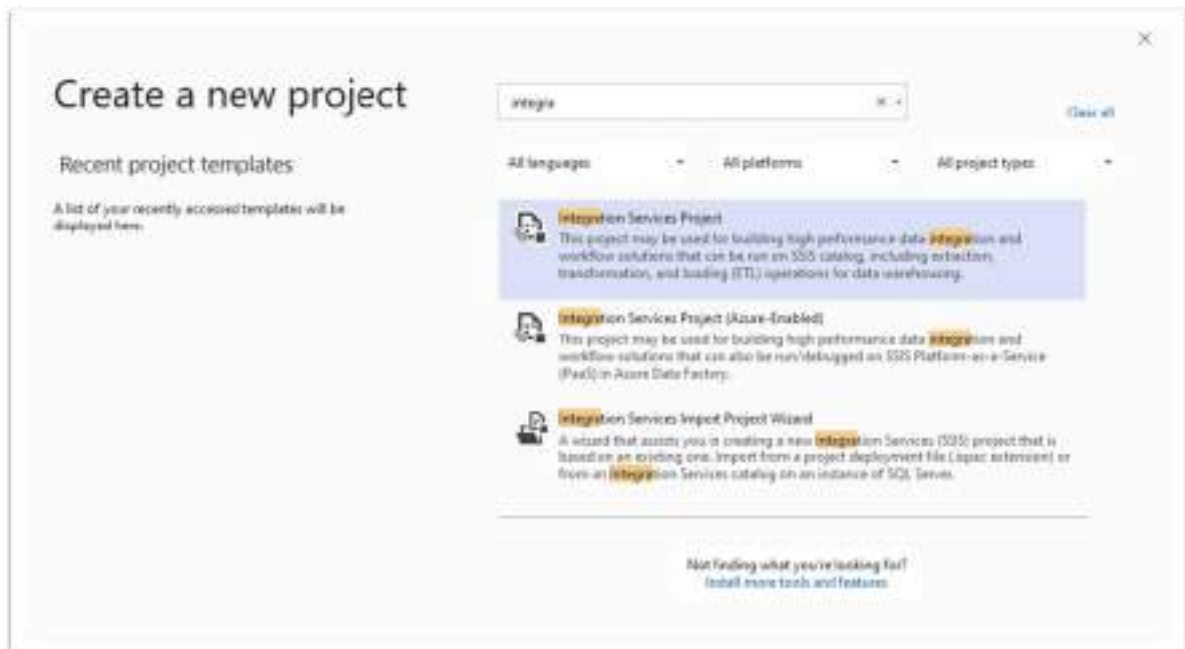 Create a new project
Recent project templates
A list of your recently accessed templates will be
displayed here.
integra
Clear all
All languages
All platforms
All project types
Integration Services Project
This project may be used for building high performance data integration and
workflow solutions that can be run on SSIS catalog, including extraction,
transformation, and loading (ETL) operations for data warehousing.
Integration Services Project (Azure-Enabled)
This project may be used for building high performance data integration and
workflow solutions that can also be run/debugged on SSIS Platform-as-a-Service
(PaaS) in Azure Data Factory.
Integration Services Import Project Wizard
A wizard that assists you in creating a new Integration Services (SSIS) project that is
based on an existing one. Import from a project deployment file (.ispac extension) or
from an Integration Services catalog on an instance of SQL Server.
Not finding what you're looking for?
Install more tools and features